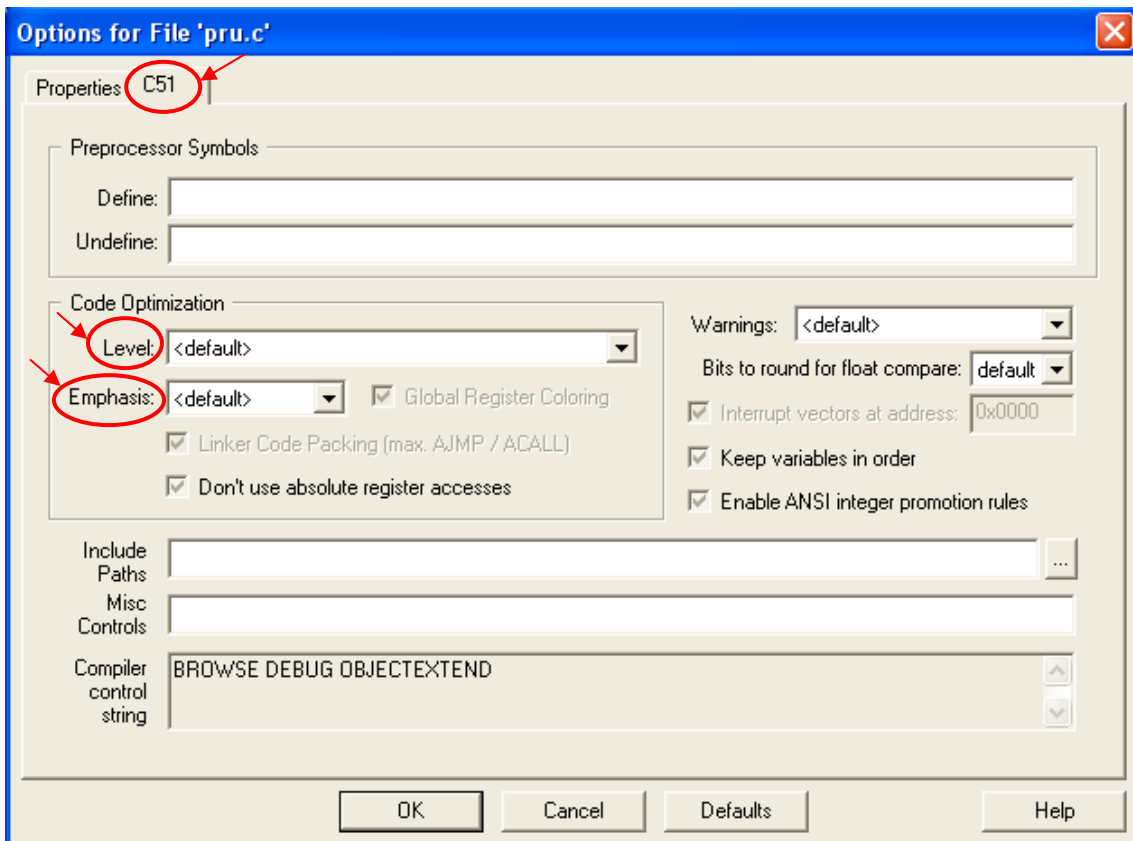 Options for File 'pru.c'
Properties C51
Preprocessor Symbols
Define:
Undefine:
Code Optimization
Level: <default>
Emphasis: <default> Global Register Coloring
Linker Code Packing (max. AJMP / ACALL)
Don't use absolute register accesses
Warnings: <default>
Bits to round for float compare: default
Interrupt vectors at address: 0x0000
Keep variables in order
Enable ANSI integer promotion rules
Include
Paths
...
Misc
Controls
Compiler
control
string
BROWSE DEBUG OBJECTEXTEND
OK Cancel Defaults Help